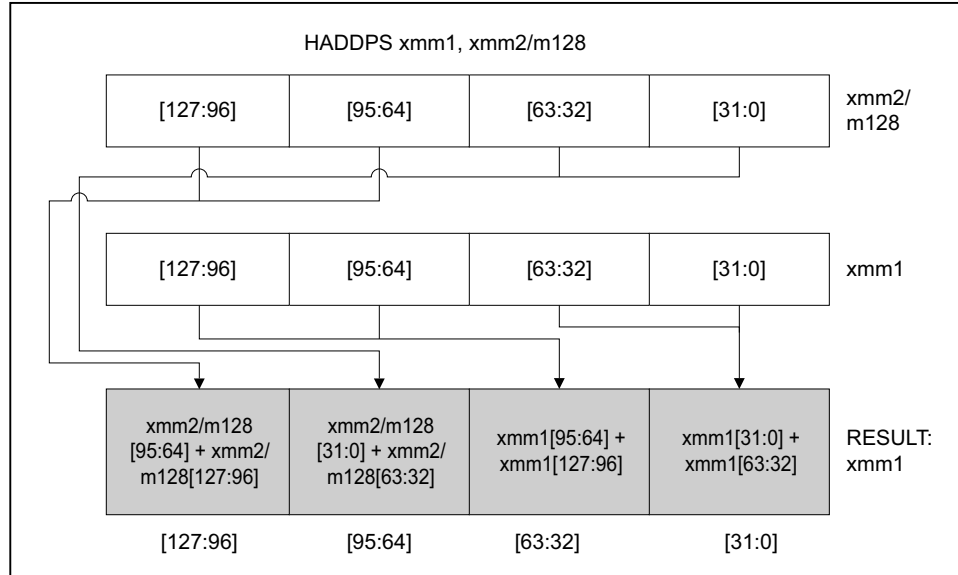 HADDPS xmm1, xmm2/m128
[127:96] [95:64] [63:32] [31:0]
xmm2/
m128
[127:96] [95:64] [63:32] [31:0] xmm1
xmm2/m128
[95:64] + xmm2/
m128[127:96]
xmm2/m128
[31:0] + xmm2/
m128[63:32]
xmm1[95:64] +
xmm1[127:96]
xmm1[31:0] +
xmm1[63:32]
RESULT:
xmm1
[127:96] [95:64] [63:32] [31:0]